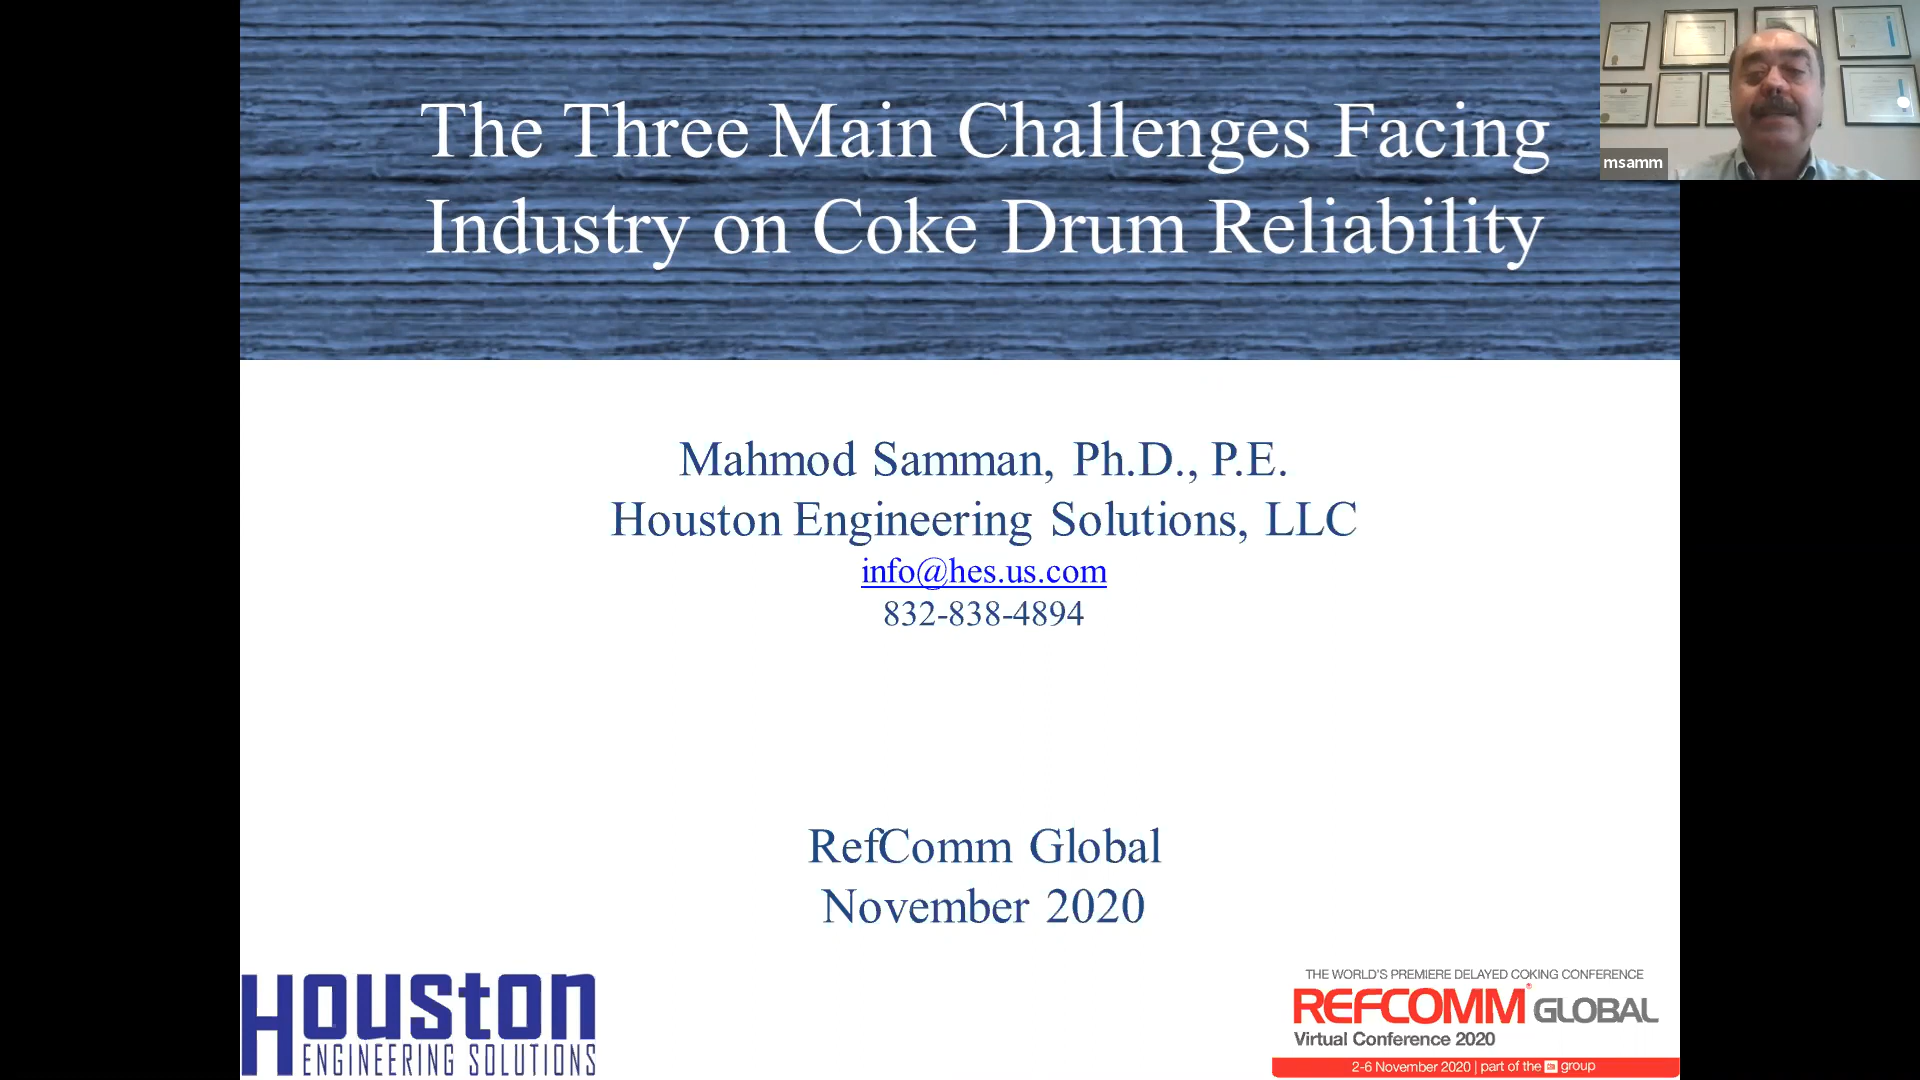 The Three Main Challenges Facing
Industry on Coke Drum Reliability
msamm
Mahmod Samman, Ph.D., P.E.
Houston Engineering Solutions, LLC
info@hes.us.com
832-838-4894
RefComm Global
November 2020
Houston
ENGINEERING SOLUTIONS
THE WORLD'S PREMIERE DELAYED COKING CONFERENCE
REFCOMM® GLOBAL
Virtual Conference 2020
2-6 November 2020 | part of the group